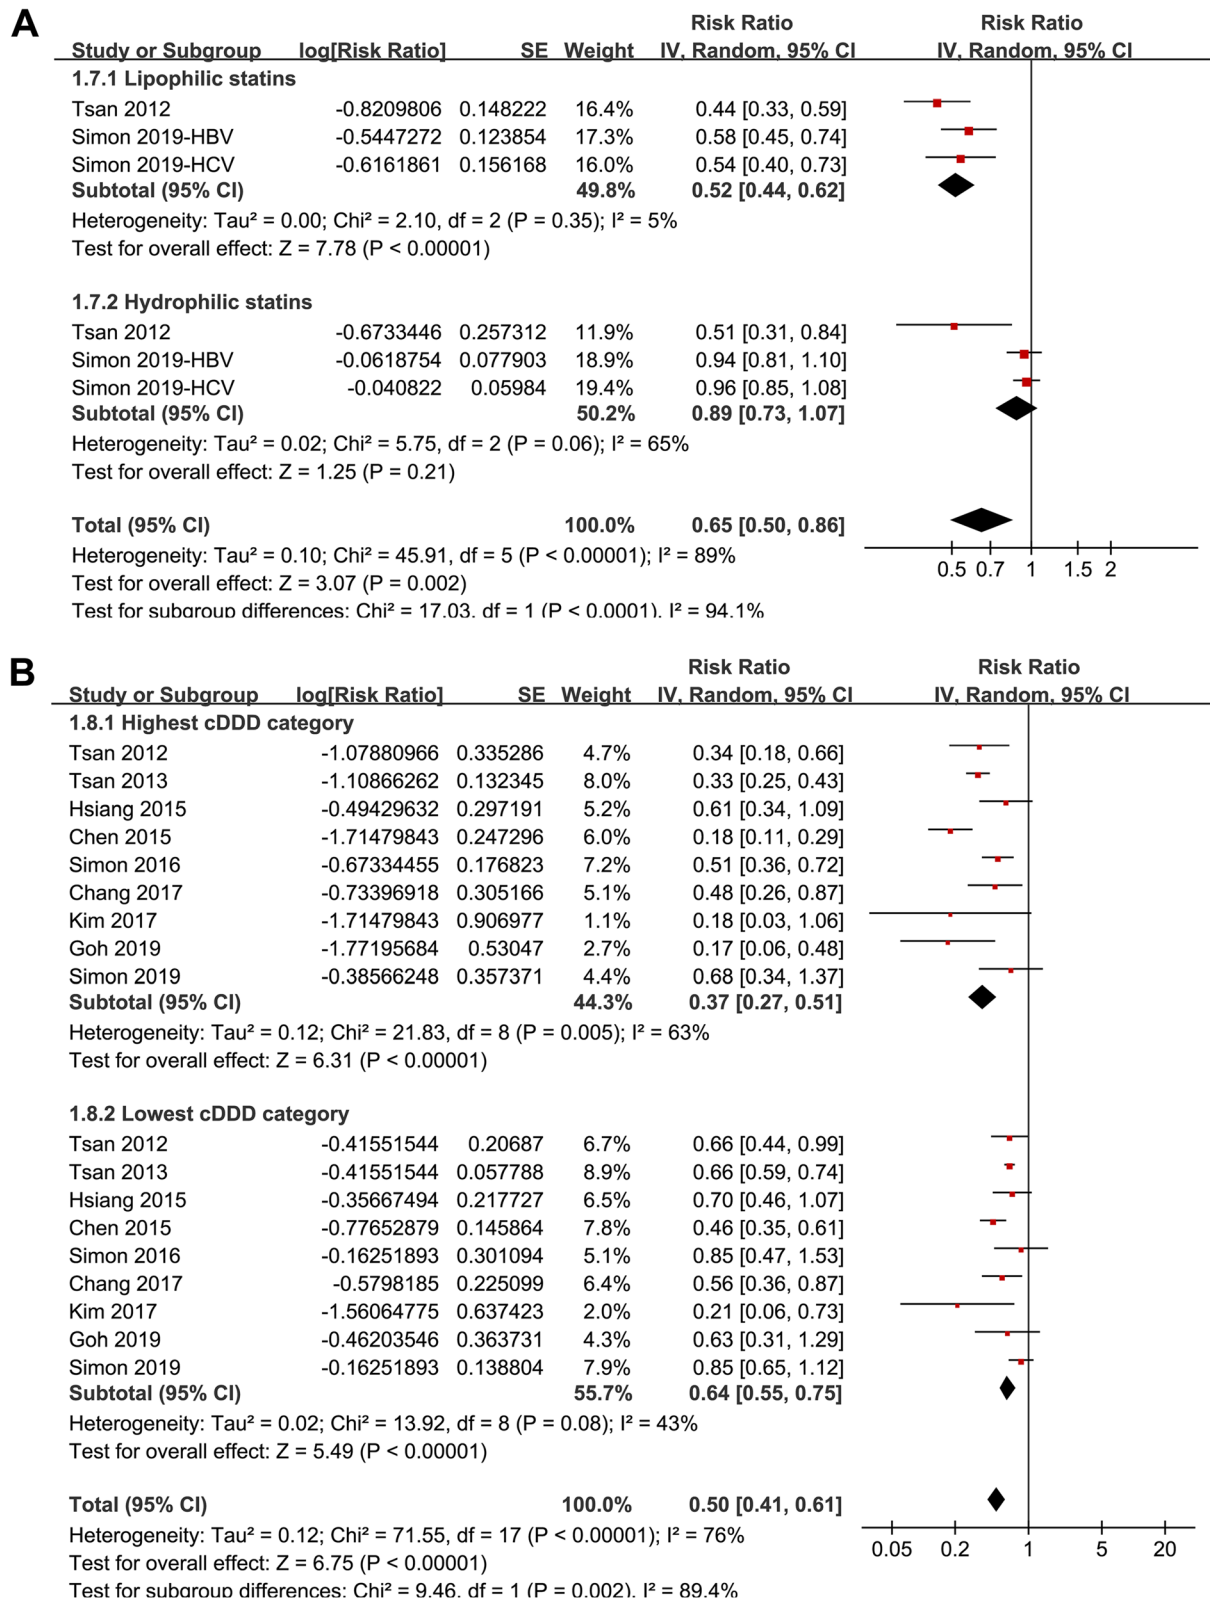 A
Risk Ratio Risk Ratio
Study or Subgroup log[Risk Ratio] SE Weight IV, Random, 95% CI IV, Random, 95% CI
1.7.1 Lipophilic statins
Tsan 2012 -0.8209806 0.148222 16.4% 0.44 [0.33, 0.59]
Simon 2019-HBV -0.5447272 0.123854 17.3% 0.58 [0.45, 0.74]
Simon 2019-HCV -0.6161861 0.156168 16.0% 0.54 [0.40, 0.73]
Subtotal (95% CI) 49.8% 0.52 [0.44, 0.62]
Heterogeneity: Tau² = 0.00; Chi² = 2.10, df = 2 (P = 0.35); I² = 5%
Test for overall effect: Z = 7.78 (P < 0.00001)
1.7.2 Hydrophilic statins
Tsan 2012 -0.6733446 0.257312 11.9% 0.51 [0.31, 0.84]
Simon 2019-HBV -0.0618754 0.077903 18.9% 0.94 [0.81, 1.10]
Simon 2019-HCV -0.040822 0.05984 19.4% 0.96 [0.85, 1.08]
Subtotal (95% CI) 50.2% 0.89 [0.73, 1.07]
Heterogeneity: Tau² = 0.02; Chi² = 5.75, df = 2 (P = 0.06); I² = 65%
Test for overall effect: Z = 1.25 (P = 0.21)
Total (95% CI) 100.0% 0.65 [0.50, 0.86]
Heterogeneity: Tau² = 0.10; Chi² = 45.91, df = 5 (P < 0.00001); I² = 89%
0.5 0.7 1 1.5 2
Test for overall effect: Z = 3.07 (P = 0.002)
Test for subgroup differences: Chi² = 17.03, df = 1 (P < 0.0001), I² = 94.1%
B
Risk Ratio Risk Ratio
Study or Subgroup log[Risk Ratio] SE Weight IV, Random, 95% CI IV, Random, 95% CI
1.8.1 Highest cDDD category
Tsan 2012 -1.07880966 0.335286 4.7% 0.34 [0.18, 0.66]
Tsan 2013 -1.10866262 0.132345 8.0% 0.33 [0.25, 0.43]
Hsiang 2015 -0.49429632 0.297191 5.2% 0.61 [0.34, 1.09]
Chen 2015 -1.71479843 0.247296 6.0% 0.18 [0.11, 0.29]
Simon 2016 -0.67334455 0.176823 7.2% 0.51 [0.36, 0.72]
Chang 2017 -0.73396918 0.305166 5.1% 0.48 [0.26, 0.87]
Kim 2017 -1.71479843 0.906977 1.1% 0.18 [0.03, 1.06]
Goh 2019 -1.77195684 0.53047 2.7% 0.17 [0.06, 0.48]
Simon 2019 -0.38566248 0.357371 4.4% 0.68 [0.34, 1.37]
Subtotal (95% CI) 44.3% 0.37 [0.27, 0.51]
Heterogeneity: Tau² = 0.12; Chi² = 21.83, df = 8 (P = 0.005); I² = 63%
Test for overall effect: Z = 6.31 (P < 0.00001)
1.8.2 Lowest cDDD category
Tsan 2012 -0.41551544 0.20687 6.7% 0.66 [0.44, 0.99]
Tsan 2013 -0.41551544 0.057788 8.9% 0.66 [0.59, 0.74]
Hsiang 2015 -0.35667494 0.217727 6.5% 0.70 [0.46, 1.07]
Chen 2015 -0.77652879 0.145864 7.8% 0.46 [0.35, 0.61]
Simon 2016 -0.16251893 0.301094 5.1% 0.85 [0.47, 1.53]
Chang 2017 -0.5798185 0.225099 6.4% 0.56 [0.36, 0.87]
Kim 2017 -1.56064775 0.637423 2.0% 0.21 [0.06, 0.73]
Goh 2019 -0.46203546 0.363731 4.3% 0.63 [0.31, 1.29]
Simon 2019 -0.16251893 0.138804 7.9% 0.85 [0.65, 1.12]
Subtotal (95% CI) 55.7% 0.64 [0.55, 0.75]
Heterogeneity: Tau² = 0.02; Chi² = 13.92, df = 8 (P = 0.08); I² = 43%
Test for overall effect: Z = 5.49 (P < 0.00001)
Total (95% CI) 100.0% 0.50 [0.41, 0.61]
Heterogeneity: Tau² = 0.12; Chi² = 71.55, df = 17 (P < 0.00001); I² = 76%
0.05 0.2 1 5 20
Test for overall effect: Z = 6.75 (P < 0.00001)
Test for subgroup differences: Chi² = 9.46, df = 1 (P = 0.002), I² = 89.4%